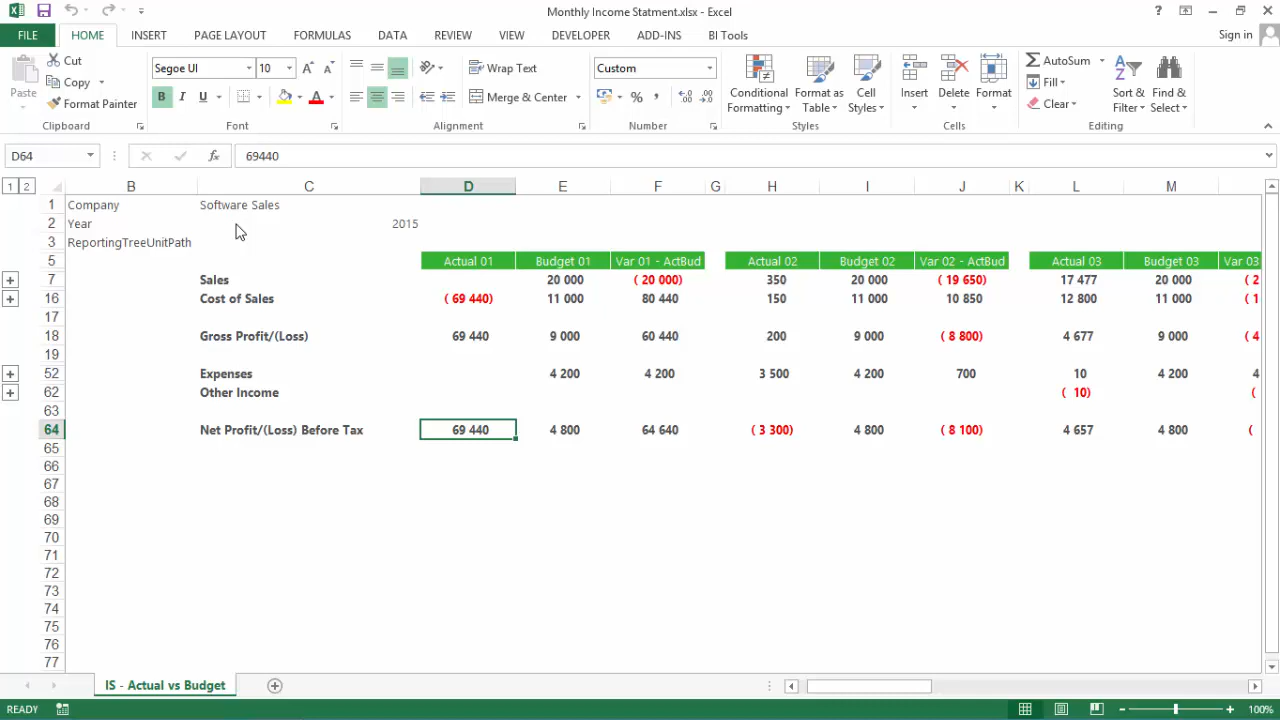 Monthly Income Statment.xlsx - Excel
?
FILE HOME INSERT PAGE LAYOUT FORMULAS DATA REVIEW VIEW DEVELOPER ADD-INS BI Tools Sign in
Paste Cut Copy Format Painter
Clipboard
Segoe UI 10
B I U A
Font
Wrap Text
Merge & Center
Alignment
Custom
%
Number
Conditional Formatting Format as Table Cell Styles
Styles
Insert Delete Format
Cells
AutoSum
Fill
Clear
Sort & Filter Find & Select
Editing
D64 fx 69440
1 2 B C D E F G H I J K L M
1 Company Software Sales
2 Year 2015
3 ReportingTreeUnitPath
5 Actual 01 Budget 01 Var 01 - ActBud Actual 02 Budget 02 Var 02 - ActBud Actual 03 Budget 03 Var 03
7 Sales 20 000 ( 20 000) 350 20 000 ( 19 650) 17 477 20 000 ( 2
16 Cost of Sales ( 69 440) 11 000 80 440 150 11 000 10 850 12 800 11 000 ( 1
17
18 Gross Profit/(Loss) 69 440 9 000 60 440 200 9 000 ( 8 800) 4 677 9 000 ( 4
19
52 Expenses 4 200 4 200 3 500 4 200 700 10 4 200 4
62 Other Income ( 10) (
63
64 Net Profit/(Loss) Before Tax 69 440 4 800 64 640 ( 3 300) 4 800 ( 8 100) 4 657 4 800 (
65
66
67
68
69
70
71
72
73
74
75
76
77
IS - Actual vs Budget
READY 100%